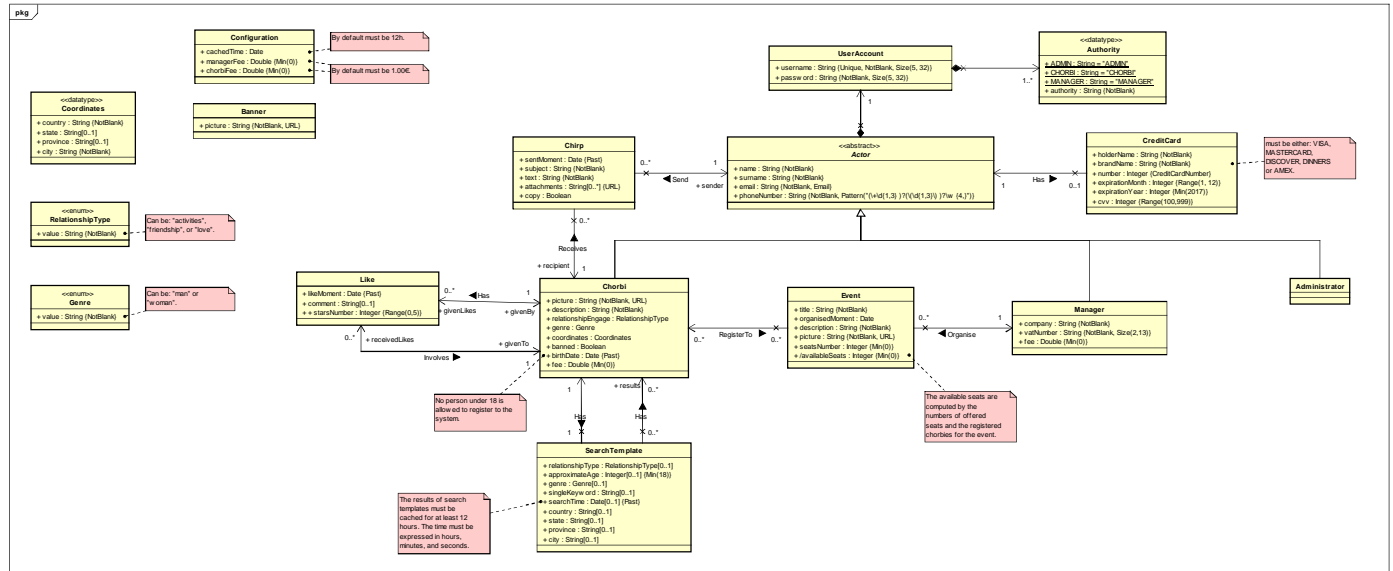 pkg
Configuration
+ cachedTime : Date
+ managerFee : Double {Min(0)}
+ chorbiFee : Double {Min(0)}
By default must be 12h.
By default must be 1.00€.
<<datatype>>
Coordinates
+ country : String {NotBlank}
+ state : String[0..1]
+ province : String[0..1]
+ city : String {NotBlank}
Banner
+ picture : String {NotBlank, URL}
UserAccount
+ username : String {Unique, NotBlank, Size(5, 32)}
+ password : String {NotBlank, Size(5, 32)}
1..*
<<datatype>>
Authority
+ ADMIN : String = "ADMIN"
+ CHORBI : String = "CHORBI"
+ MANAGER : String = "MANAGER"
+ authority : String {NotBlank}
1
Chirp
+ sentMoment : Date {Past}
+ subject : String {NotBlank}
+ text : String {NotBlank}
+ attachments : String[0..*] {URL}
+ copy : Boolean
0..*
Send
1
+ sender
<<abstract>>
Actor
+ name : String {NotBlank}
+ surname : String {NotBlank}
+ email : String {NotBlank, Email}
+ phoneNumber : String {NotBlank, Pattern("(\+\d{1,3} )?(\(\d{1,3}\) )?\w {4,}")}
1
Has
0..1
CreditCard
+ holderName : String {NotBlank}
+ brandName : String {NotBlank}
+ number : Integer {CreditCardNumber}
+ expirationMonth : Integer {Range(1, 12)}
+ expirationYear : Integer {Min(2017)}
+ cvv : Integer {Range(100,999)}
must be either: VISA,
MASTERCARD,
DISCOVER, DINNERS
or AMEX.
<<enum>>
RelationshipType
+ value : String {NotBlank}
Can be: "activities",
"friendship", or "love".
0..*
Receives
+ recipient
1
<<enum>>
Genre
+ value : String {NotBlank}
Can be: "man" or
"woman".
Like
+ likeMoment : Date {Past}
+ comment : String[0..1]
+ + starsNumber : Integer {Range(0,5)}
0..*
Has
1
+ givenLikes
+ givenBy
0..*
+ receivedLikes
+ givenTo
Involves
1
Chorbi
+ picture : String {NotBlank, URL}
+ description : String {NotBlank}
+ relationshipEngage : RelationshipType
+ genre : Genre
+ coordinates : Coordinates
+ banned : Boolean
+ birthDate : Date {Past}
+ fee : Double {Min(0)}
0..*
RegisterTo
0..*
Event
+ title : String {NotBlank}
+ organisedMoment : Date
+ description : String {NotBlank}
+ picture : String {NotBlank, URL}
+ seatsNumber : Integer {Min(0)}
+ /availableSeats : Integer {Min(0)}
0..*
Organise
1
Manager
+ company : String {NotBlank}
+ vatNumber : String {NotBlank, Size(2,13)}
+ fee : Double {Min(0)}
Administrator
No person under 18 is
allowed to register to the
system.
The available seats are
computed by the
numbers of offered
seats and the registered
chorbies for the event.
1
+ results
0..*
Has
Has
1
0..*
SearchTemplate
+ relationshipType : RelationshipType[0..1]
+ approximateAge : Integer[0..1] {Min(18)}
+ genre : Genre[0..1]
+ singleKeyword : String[0..1]
+ searchTime : Date[0..1] {Past}
+ country : String[0..1]
+ state : String[0..1]
+ province : String[0..1]
+ city : String[0..1]
The results of search
templates must be
cached for at least 12
hours. The time must be
expressed in hours,
minutes, and seconds.